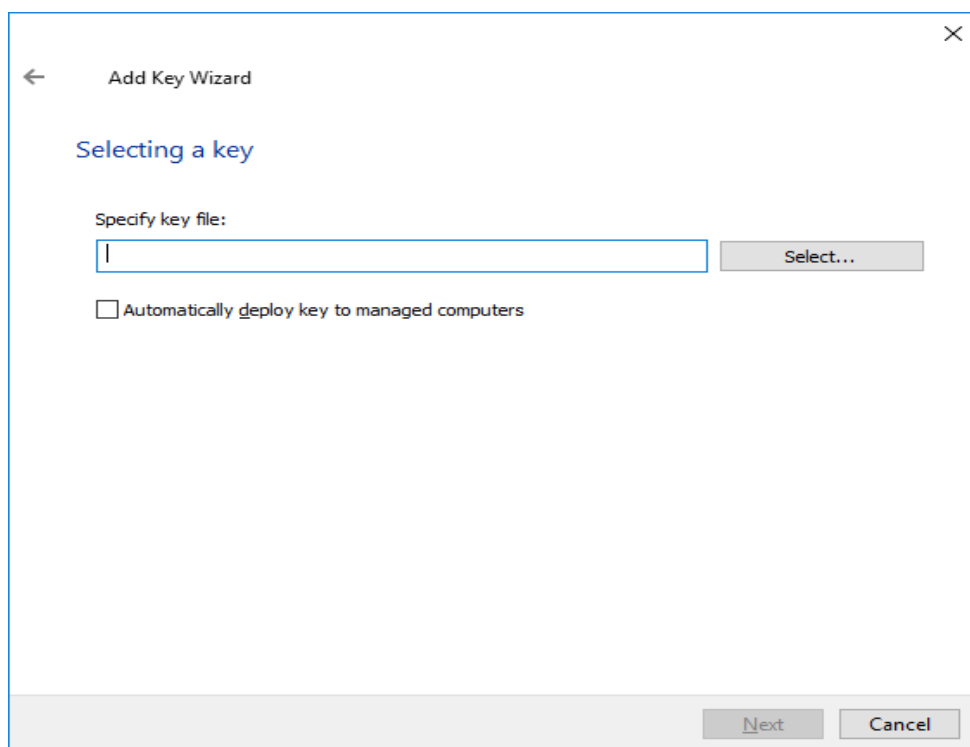 Add Key Wizard
Selecting a key
Specify key file:
Select...
Automatically deploy key to managed computers
Next
Cancel